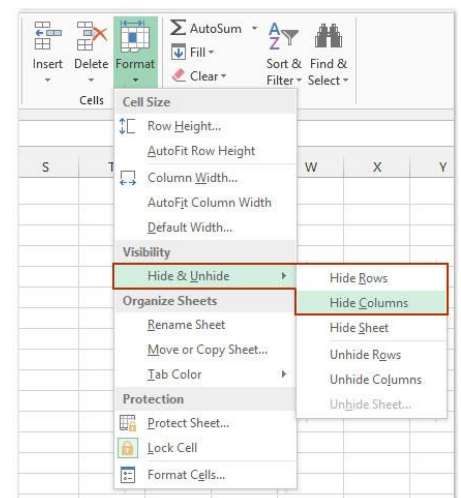 AutoSum
Fill
Clear
Insert
Delete
Format
Sort &
Filter
Find &
Select
Cells
Cell Size
Row Height...
AutoFit Row Height
Column Width...
AutoFit Column Width
Default Width...
Visibility
Hide & Unhide
Organize Sheets
Rename Sheet
Move or Copy Sheet...
Tab Color
Protection
Protect Sheet...
Lock Cell
Format Cells...
Hide Rows
Hide Columns
Hide Sheet
Unhide Rows
Unhide Columns
Unhide Sheet...
S
T
W
X
Y